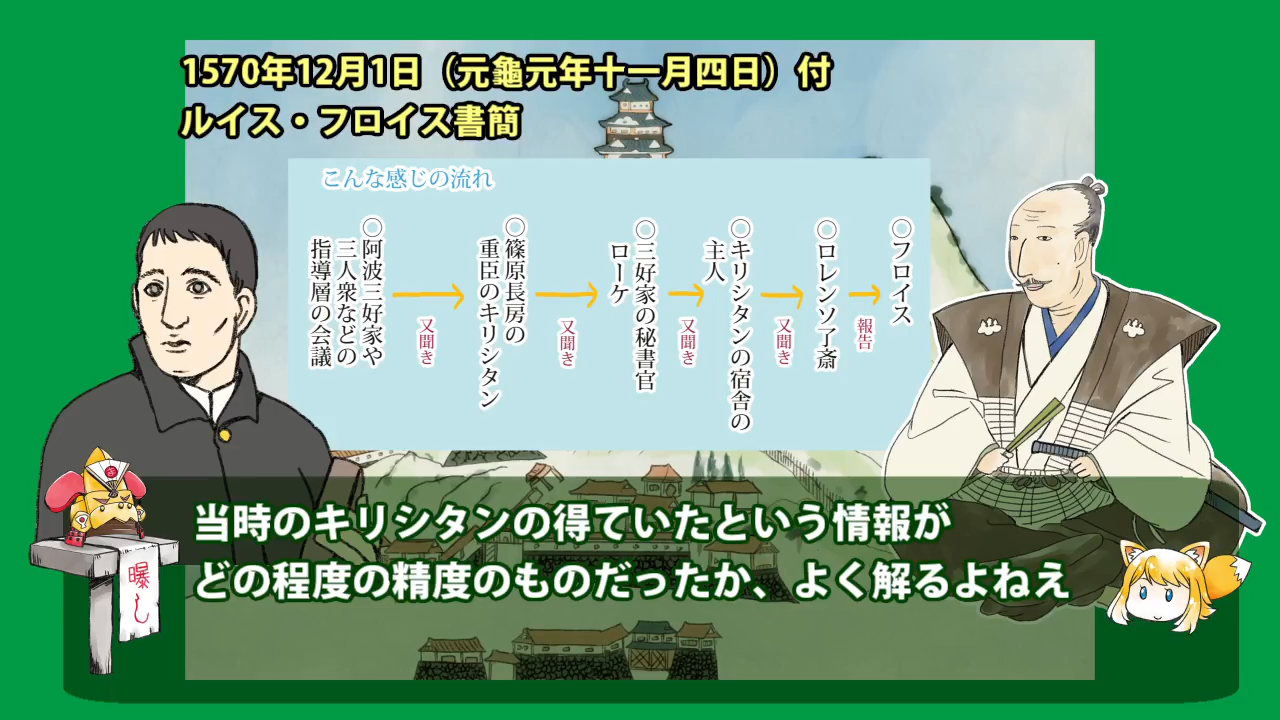 1570年12月1日（元龜元年十一月四日）付
ルイス・フロイス書簡
こんな感じの流れ
○阿波三好家や
三人衆などの
指導層の会議
又聞き
○篠原長房の
重臣のキリシタン
又聞き
○三好家の秘書官
ローケ
又聞き
○キリシタンの宿舎の
主人
又聞き
○ロレンソ了斎
報告
○フロイス
曝し
当時のキリシタンの得ていたという情報が
どの程度の精度のものだったか、よく解るよねえ